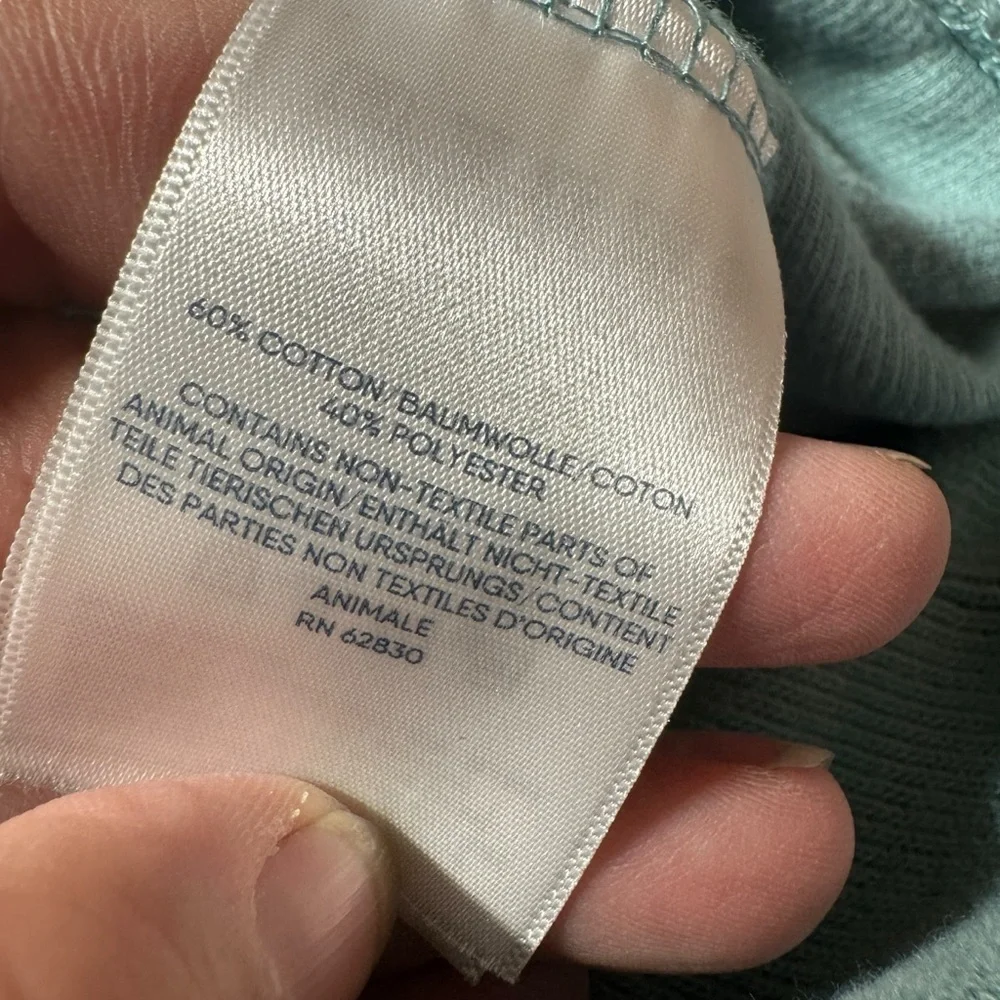 60% COTTON/BAUMWOLLE/COTON
40% POLYESTER
CONTAINS NON-TEXTILE PARTS OF
ANIMAL ORIGIN/ENTHALT NICHT-TEXTILE
TEILE TIERISCHEN URSPRUNGS/CONTIENT
DES PARTIES NON TEXTILES D'ORIGINE
ANIMALE
RN 62830